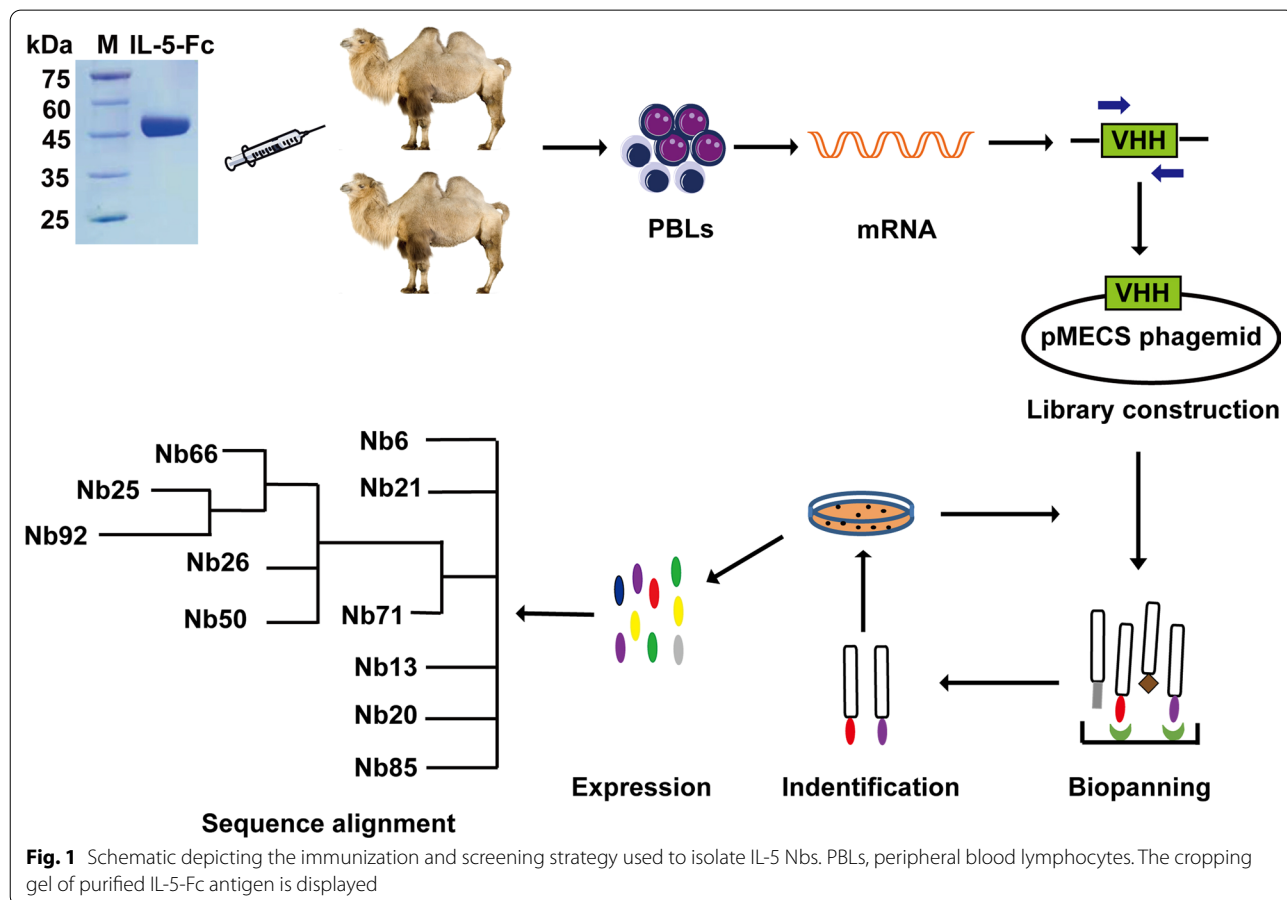 kDa M IL-5-Fc
75
60
45
35
25
PBLs
mRNA
VHH
VHH
pMECS phagemid
Library construction
Nb66
Nb25
Nb92
Nb26
Nb50
Nb6
Nb21
Nb71
Nb13
Nb20
Nb85
Sequence alignment
Expression
Indentification
Biopanning
Fig. 1 Schematic depicting the immunization and screening strategy used to isolate IL-5 Nbs. PBLs, peripheral blood lymphocytes. The cropping
gel of purified IL-5-Fc antigen is displayed